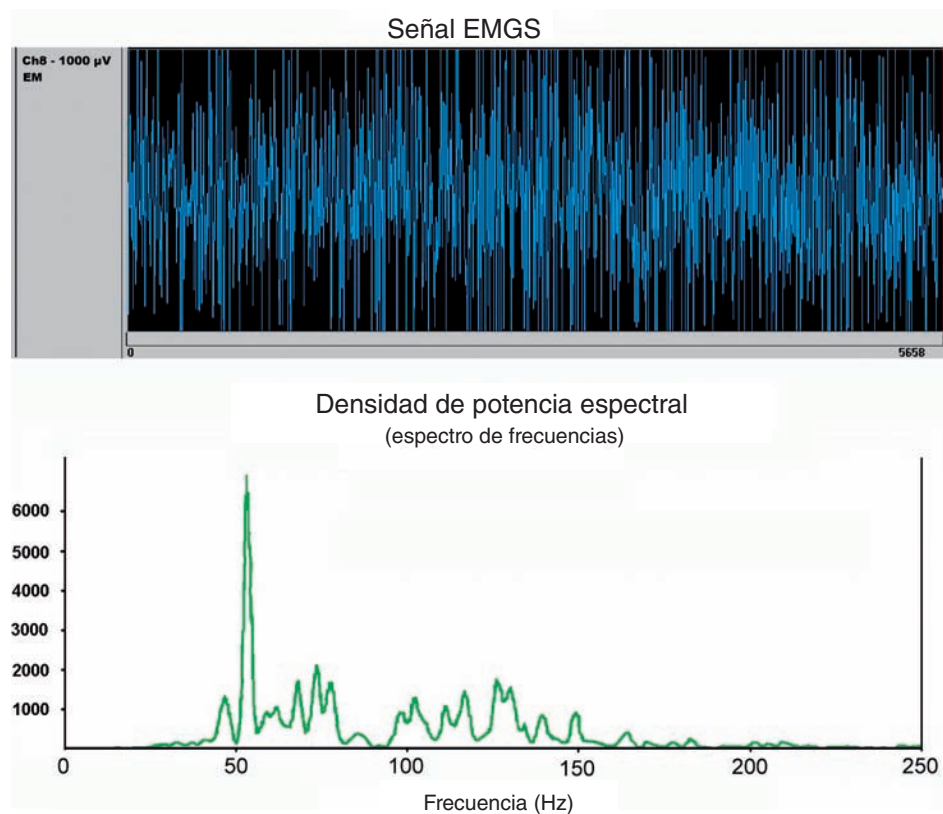 Señal EMGS
Ch8 - 1000 µV
EM
0 5658
Densidad de potencia espectral
(espectro de frecuencias)
6000
5000
4000
3000
2000
1000
0 50 100 150 200 250
Frecuencia (Hz)